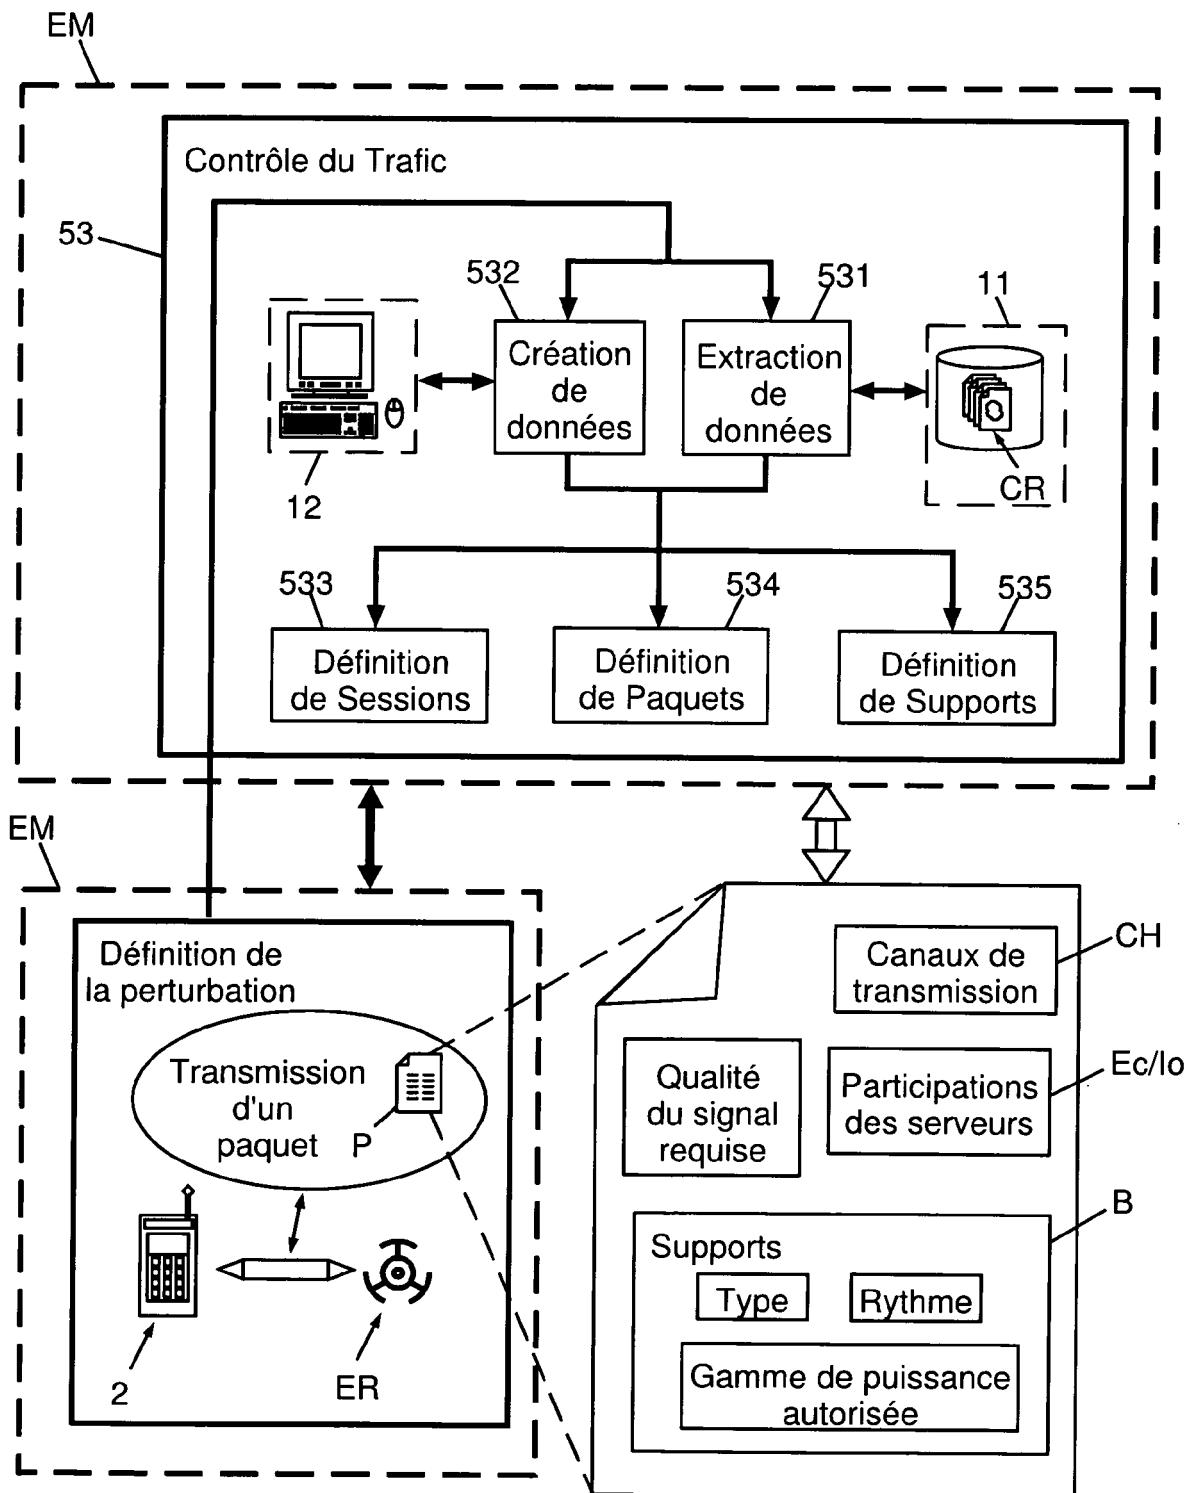 EM
Contrôle du Trafic
53
532
531
11
Création
de
données
Extraction
de
données
CR
12
533
534
535
Définition
de Sessions
Définition
de Paquets
Définition
de Supports
EM
Définition de
la perturbation
Transmission
d'un
paquet
P
2
ER
Canaux de
transmission
CH
Qualité
du signal
requise
Participations
des serveurs
Ec/Io
B
Supports
Type
Rythme
Gamme de puissance
autorisée